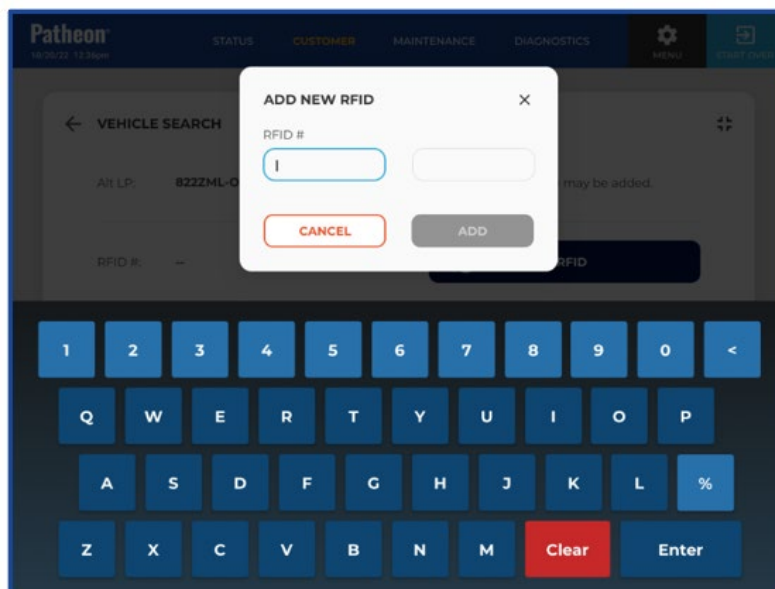 Patheon
10/20/22 12:36pm
STATUS
CUSTOMER
MAINTENANCE
DIAGNOSTICS
MENU
START OVER
ADD NEW RFID
×
RFID #
VEHICLE SEARCH
Alt LP:
822ZML-O
may be added.
CANCEL
ADD
RFID #:
--
RFID
1 2 3 4 5 6 7 8 9 0 <
Q W E R T Y U I O P
A S D F G H J K L %
Z X C V B N M Clear Enter